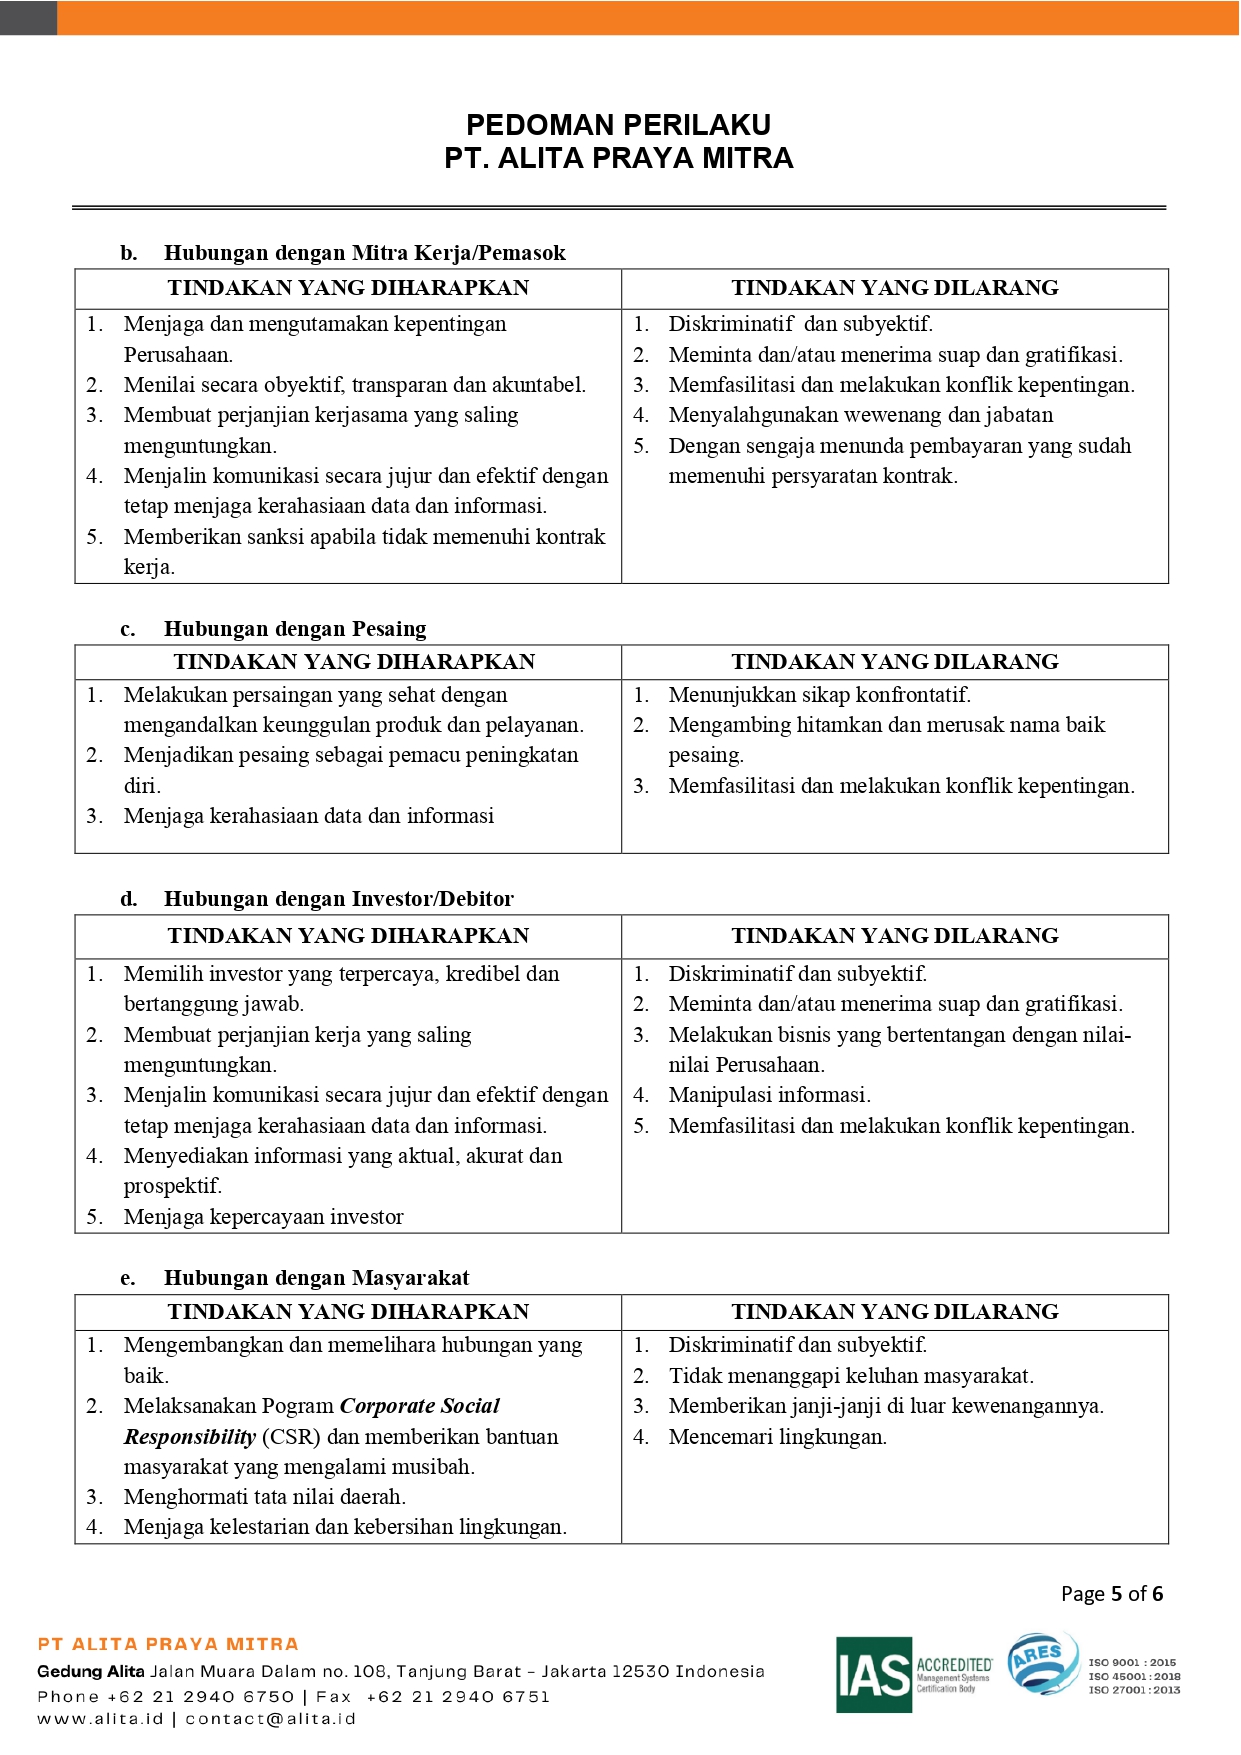 PEDOMAN PERILAKU
PT. ALITA PRAYA MITRA
b. Hubungan dengan Mitra Kerja/Pemasok
TINDAKAN YANG DIHARAPKAN
1. Menjaga dan mengutamakan kepentingan
Perusahaan.
2. Menilai secara obyektif, transparan dan akuntabel.
3. Membuat perjanjian kerjasama yang saling
menguntungkan.
4. Menjalin komunikasi secara jujur dan efektif dengan
tetap menjaga kerahasiaan data dan informasi.
5. Memberikan sanksi apabila tidak memenuhi kontrak
kerja.
TINDAKAN YANG DILARANG
1. Diskriminatif dan subyektif.
2. Meminta dan/atau menerima suap dan gratifikasi.
3. Memfasilitasi dan melakukan konflik kepentingan.
4. Menyalahgunakan wewenang dan jabatan
5. Dengan sengaja menunda pembayaran yang sudah
memenuhi persyaratan kontrak.
c. Hubungan dengan Pesaing
TINDAKAN YANG DIHARAPKAN
1. Melakukan persaingan yang sehat dengan
mengandalkan keunggulan produk dan pelayanan.
2. Menjadikan pesaing sebagai pemacu peningkatan
diri.
3. Menjaga kerahasiaan data dan informasi
TINDAKAN YANG DILARANG
1. Menunjukkan sikap konfrontatif.
2. Mengambing hitamkan dan merusak nama baik
pesaing.
3. Memfasilitasi dan melakukan konflik kepentingan.
d. Hubungan dengan Investor/Debitor
TINDAKAN YANG DIHARAPKAN
1. Memilih investor yang terpercaya, kredibel dan
bertanggung jawab.
2. Membuat perjanjian kerja yang saling
menguntungkan.
3. Menjalin komunikasi secara jujur dan efektif dengan
tetap menjaga kerahasiaan data dan informasi.
4. Menyediakan informasi yang aktual, akurat dan
prospektif.
5. Menjaga kepercayaan investor
TINDAKAN YANG DILARANG
1. Diskriminatif dan subyektif.
2. Meminta dan/atau menerima suap dan gratifikasi.
3. Melakukan bisnis yang bertentangan dengan nilai-
nilai Perusahaan.
4. Manipulasi informasi.
5. Memfasilitasi dan melakukan konflik kepentingan.
e. Hubungan dengan Masyarakat
TINDAKAN YANG DIHARAPKAN
1. Mengembangkan dan memelihara hubungan yang
baik.
2. Melaksanakan Pogram Corporate Social
Responsibility (CSR) dan memberikan bantuan
masyarakat yang mengalami musibah.
3. Menghormati tata nilai daerah.
4. Menjaga kelestarian dan kebersihan lingkungan.
TINDAKAN YANG DILARANG
1. Diskriminatif dan subyektif.
2. Tidak menanggapi keluhan masyarakat.
3. Memberikan janji-janji di luar kewenangannya.
4. Mencemari lingkungan.
Page 5 of 6
PT ALITA PRAYA MITRA
Gedung Alita Jalan Muara Dalam no. 108, Tanjung Barat – Jakarta 12530 Indonesia
Phone +62 21 2940 6750 | Fax +62 21 2940 6751
www.alita.id | contact@alita.id
IAS
ACCREDITED
Management Systems
Certification Body
ARES
ISO 9001 : 2015
ISO 45001 : 2018
ISO 27001 : 2013